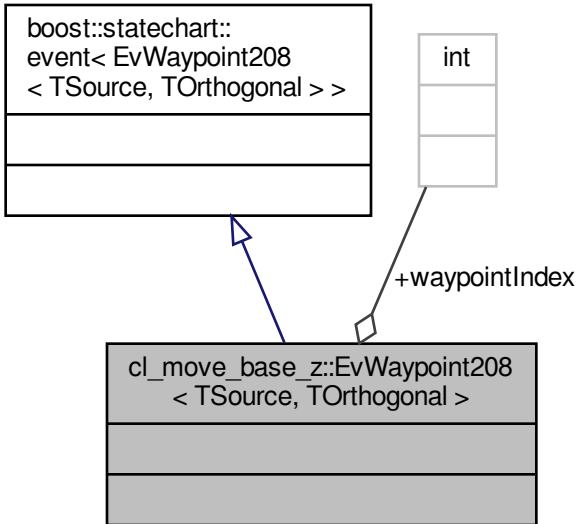 boost::statechart::
event< EvWaypoint208
< TSource, TOrthogonal > >
int
+waypointIndex
cl_move_base_z::EvWaypoint208
< TSource, TOrthogonal >